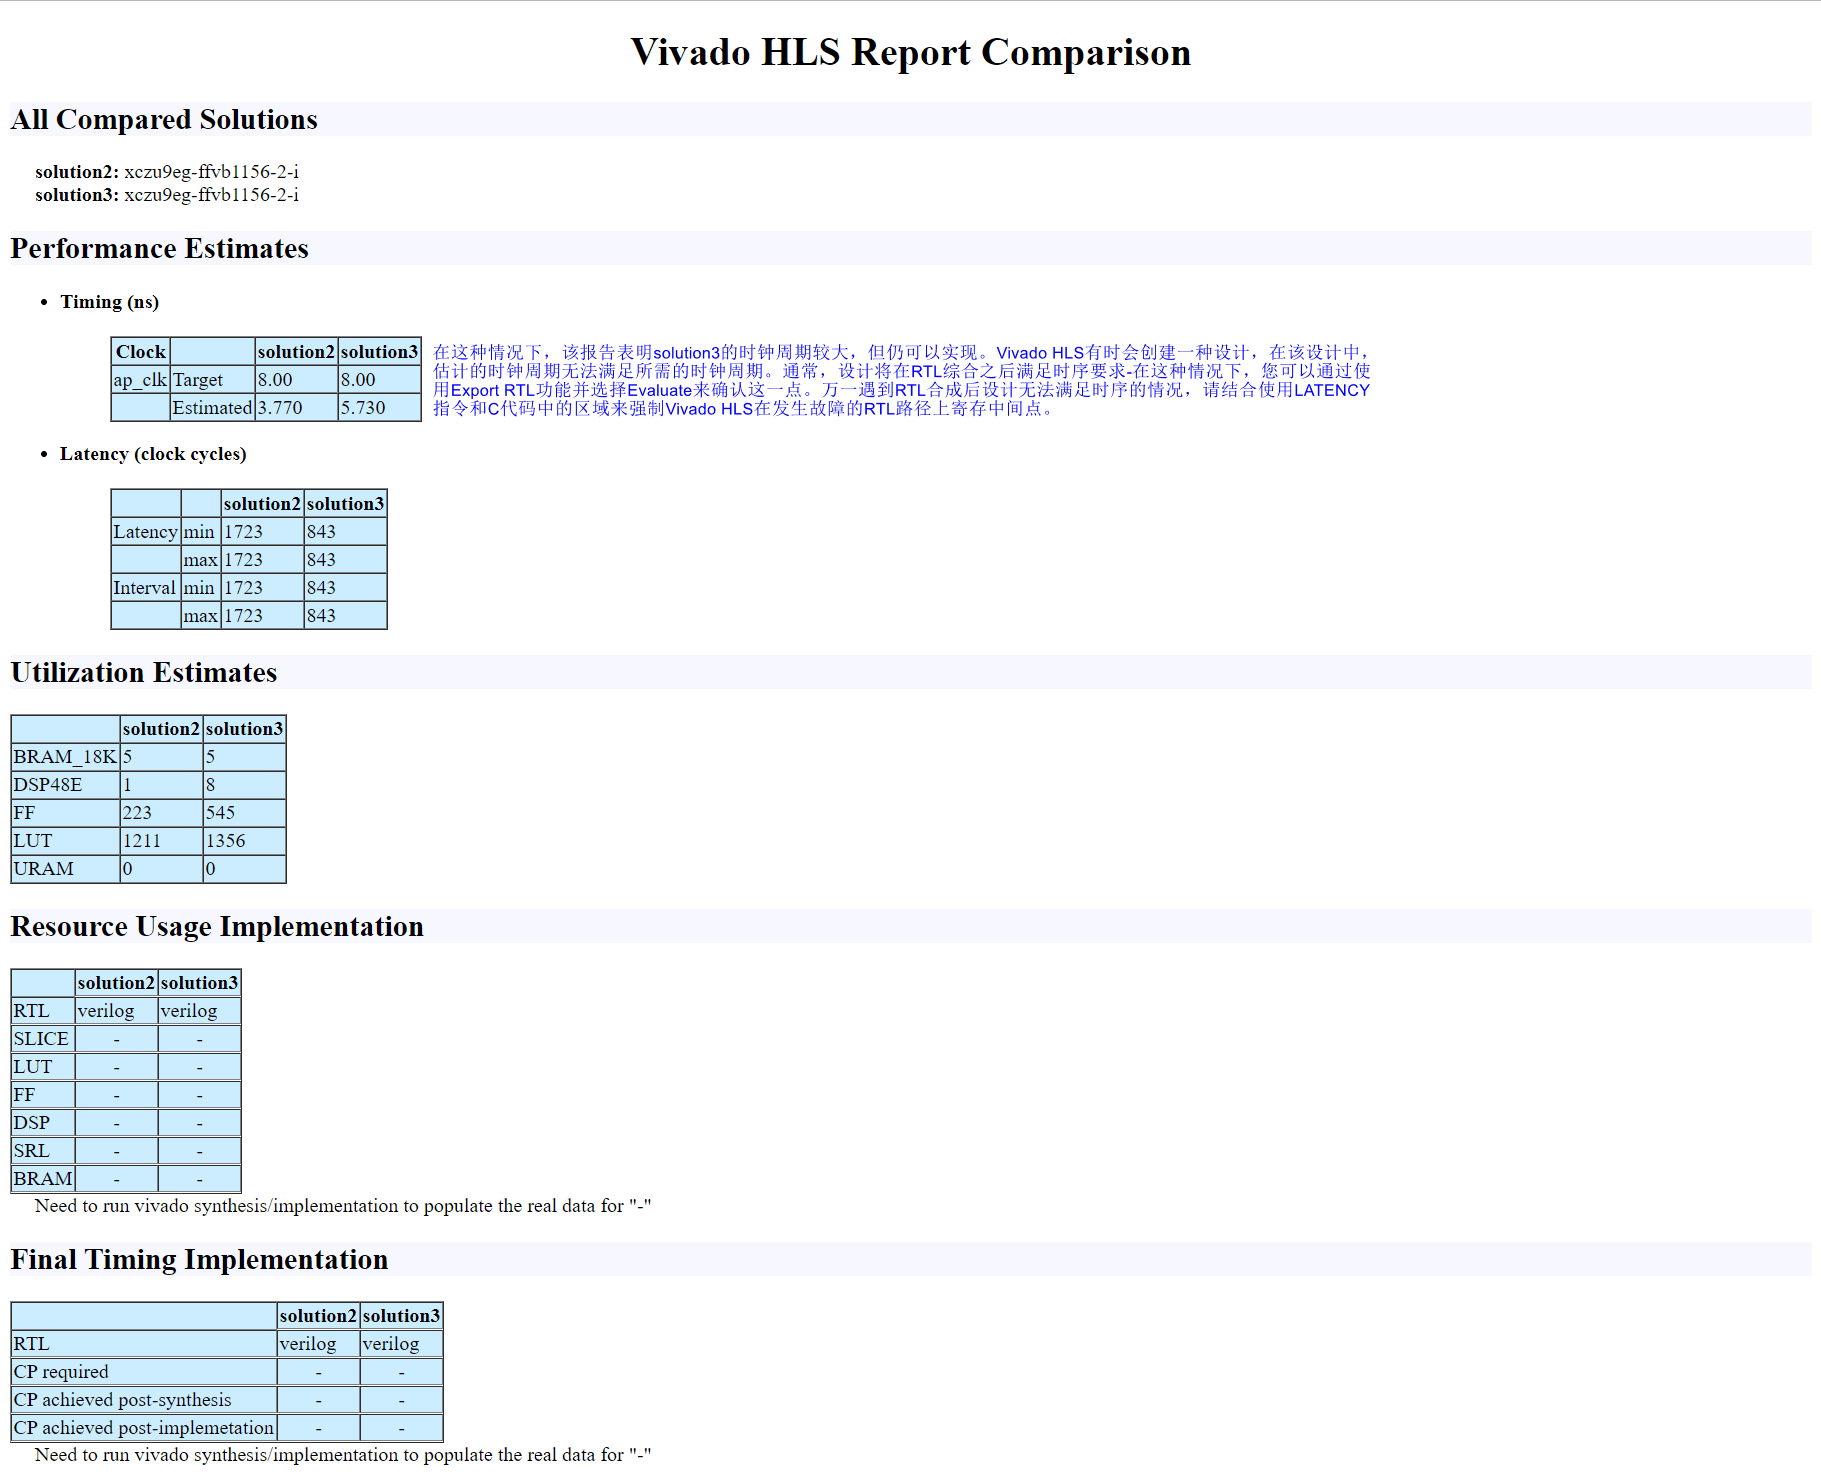 Vivado HLS Report Comparison
All Compared Solutions
solution2: xczu9eg-ffvb1156-2-i
solution3: xczu9eg-ffvb1156-2-i
Performance Estimates
• Timing (ns)
Clock solution2 solution3
ap_clk Target 8.00 8.00
Estimated 3.770 5.730
在这种情况下，该报告表明solution3的时钟周期较大，但仍可以实现。Vivado HLS有时会创建一种设计，在该设计中，
估计的时钟周期无法满足所需的时钟周期。通常，设计将在RTL综合之后满足时序要求-在这种情况下，您可以通过使
用Export RTL功能并选择Evaluate来确认这一点。万一遇到RTL合成后设计无法满足时序的情况，请结合使用LATENCY
指令和C代码中的区域来强制Vivado HLS在发生故障的RTL路径上寄存中间点。
• Latency (clock cycles)
solution2 solution3
Latency min 1723 843
max 1723 843
Interval min 1723 843
max 1723 843
Utilization Estimates
solution2 solution3
BRAM_18K 5 5
DSP48E 1 8
FF 223 545
LUT 1211 1356
URAM 0 0
Resource Usage Implementation
solution2 solution3
RTL verilog verilog
SLICE - -
LUT - -
FF - -
DSP - -
SRL - -
BRAM - -
Need to run vivado synthesis/implementation to populate the real data for "-"
Final Timing Implementation
solution2 solution3
RTL verilog verilog
CP required - -
CP achieved post-synthesis - -
CP achieved post-implemetation - -
Need to run vivado synthesis/implementation to populate the real data for "-"